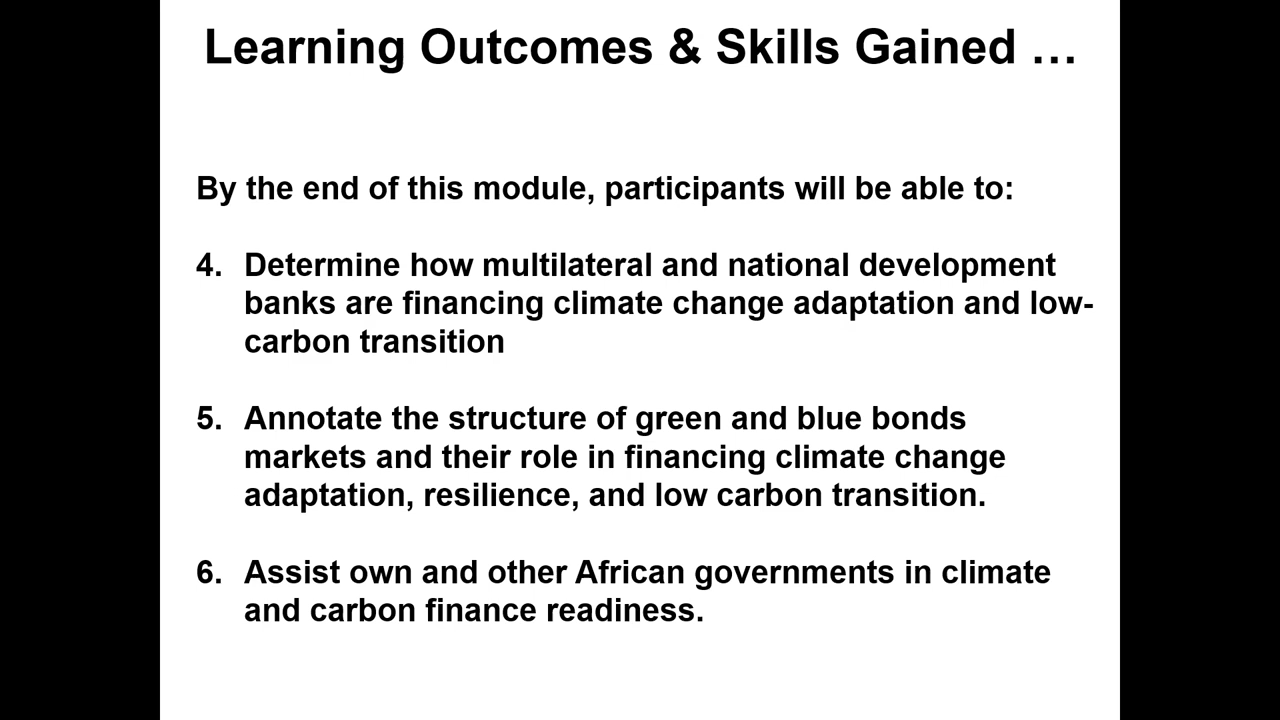 Learning Outcomes & Skills Gained …
By the end of this module, participants will be able to:
4. Determine how multilateral and national development
banks are financing climate change adaptation and low-
carbon transition
5. Annotate the structure of green and blue bonds
markets and their role in financing climate change
adaptation, resilience, and low carbon transition.
6. Assist own and other African governments in climate
and carbon finance readiness.